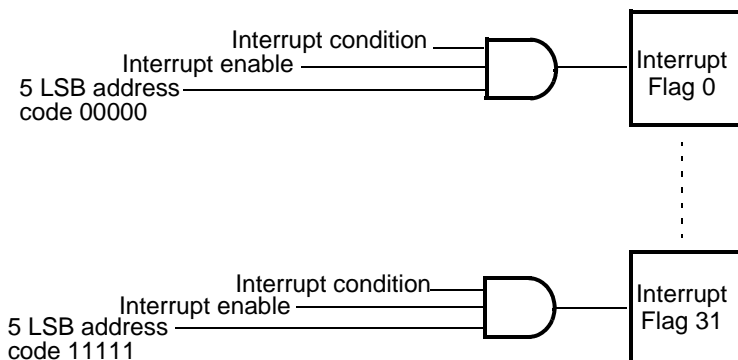 Interrupt condition
Interrupt enable
5 LSB address
code 00000
Interrupt
Flag 0
Interrupt condition
Interrupt enable
5 LSB address
code 11111
Interrupt
Flag 31